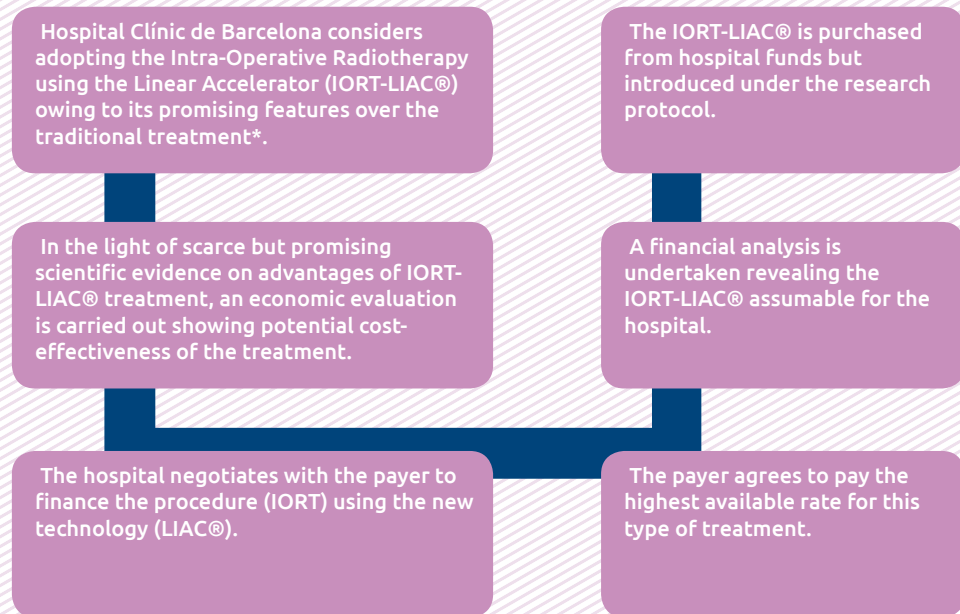 Hospital Clínic de Barcelona considers
adopting the Intra-Operative Radiotherapy
using the Linear Accelerator (IORT-LIAC®)
owing to its promising features over the
traditional treatment*.
In the light of scarce but promising
scientific evidence on advantages of IORT-
LIAC® treatment, an economic evaluation
is carried out showing potential cost-
effectiveness of the treatment.
The hospital negotiates with the payer to
finance the procedure (IORT) using the new
technology (LIAC®).
The payer agrees to pay the
highest available rate for this
type of treatment.
A financial analysis is
undertaken revealing the
IORT-LIAC® assumable for the
hospital.
The IORT-LIAC® is purchased
from hospital funds but
introduced under the research
protocol.